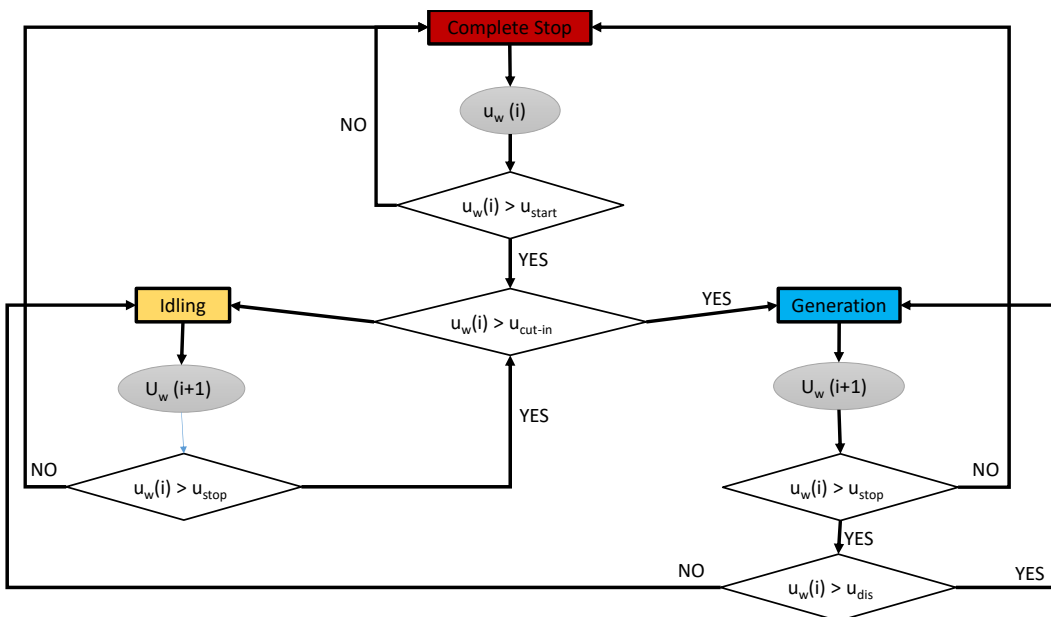 Complete Stop
u_w (i)
NO
u_w(i) > u_start
YES
Idling
u_w(i) > u_cut-in
YES
Generation
U_w (i+1)
U_w (i+1)
YES
NO
u_w(i) > u_stop
u_w(i) > u_stop
NO
YES
NO
u_w(i) > u_dis
YES